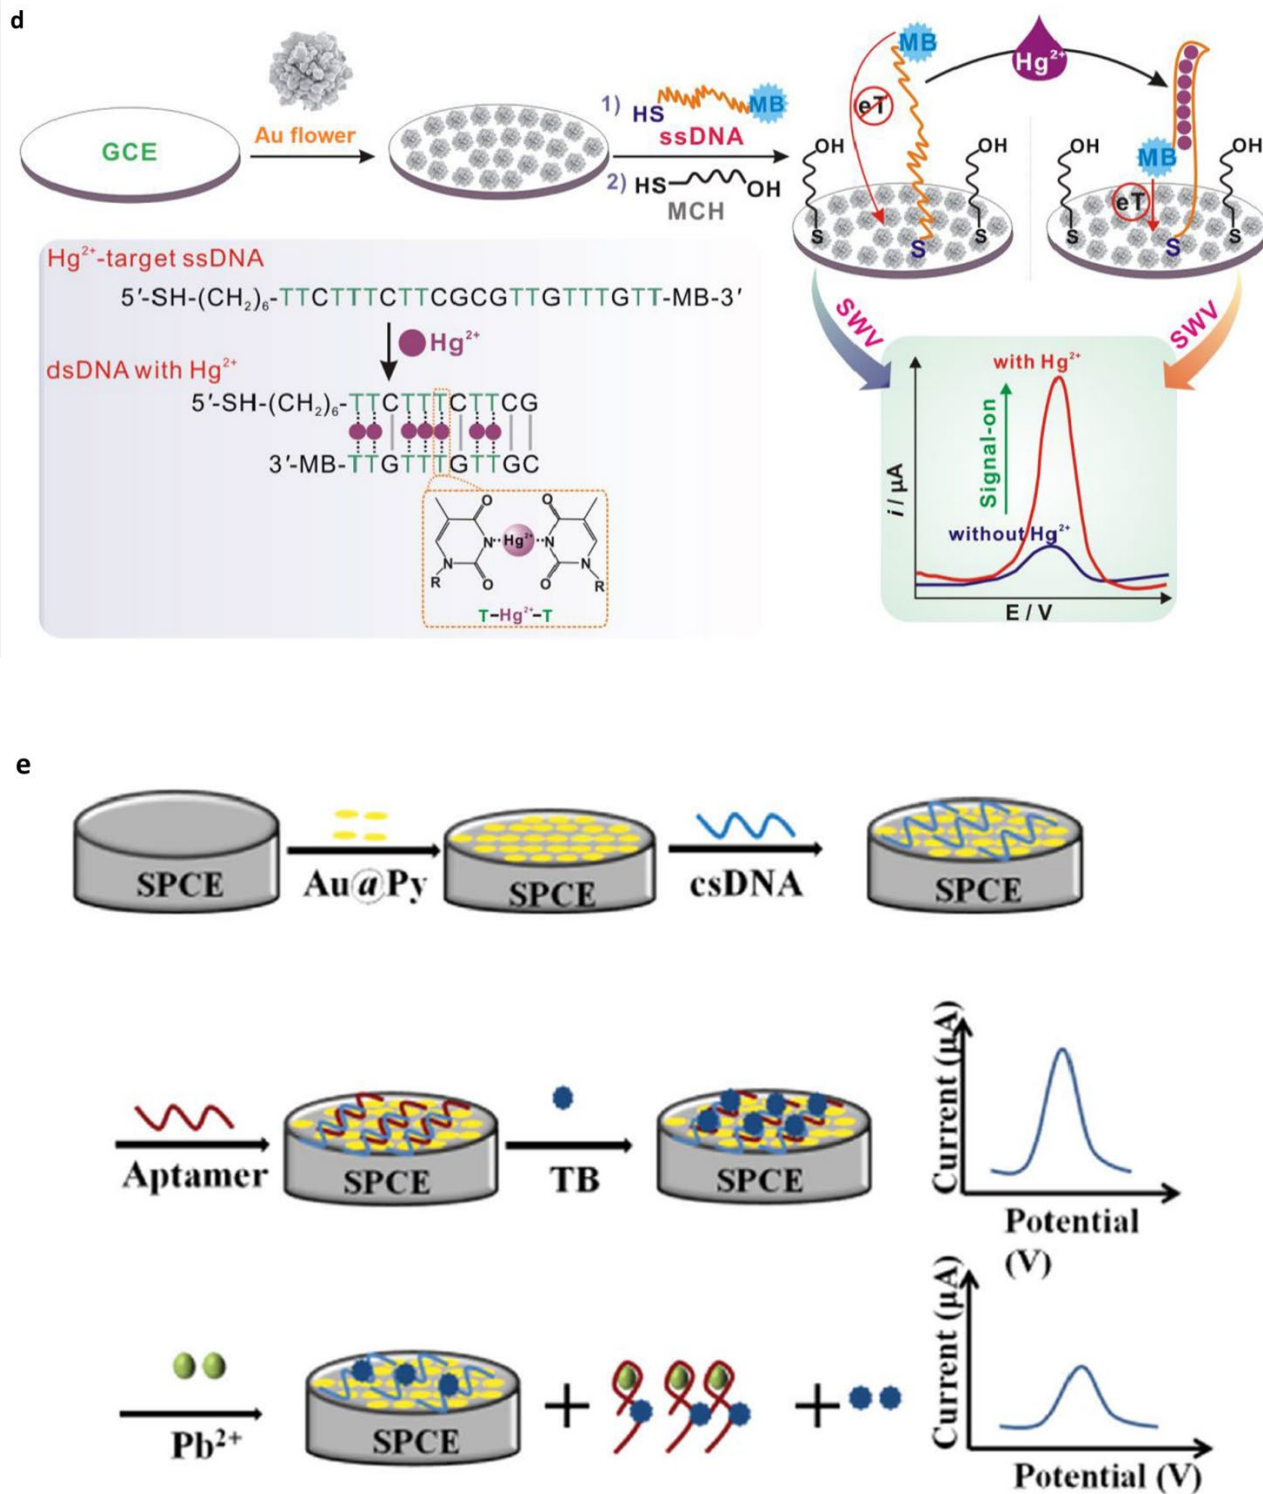 d
GCE
Au flower
1) HS MB
ssDNA
2) HS OH
MCH
MB
eT
OH
OH
S
S
S
Hg²⁺
OH
MB
eT
OH
S
S
S
Hg²⁺-target ssDNA
5′-SH-(CH₂)₆-TTCTTTCTTCGCGTTGTTTGTT-MB-3′
Hg²⁺
dsDNA with Hg²⁺
5′-SH-(CH₂)₆-TTCTTTCTTCG
3′-MB-TTGTTTGTTGC
O O
N Hg²⁺ N
N N
R O O R
T–Hg²⁺–T
SWV
SWV
with Hg²⁺
Signal-on
without Hg²⁺
i / μA
E / V
e
SPCE
Au@Py
SPCE
csDNA
SPCE
Aptamer
SPCE
TB
SPCE
Current (μA)
Potential
(V)
Pb²⁺
SPCE
+
+
Current (μA)
Potential (V)